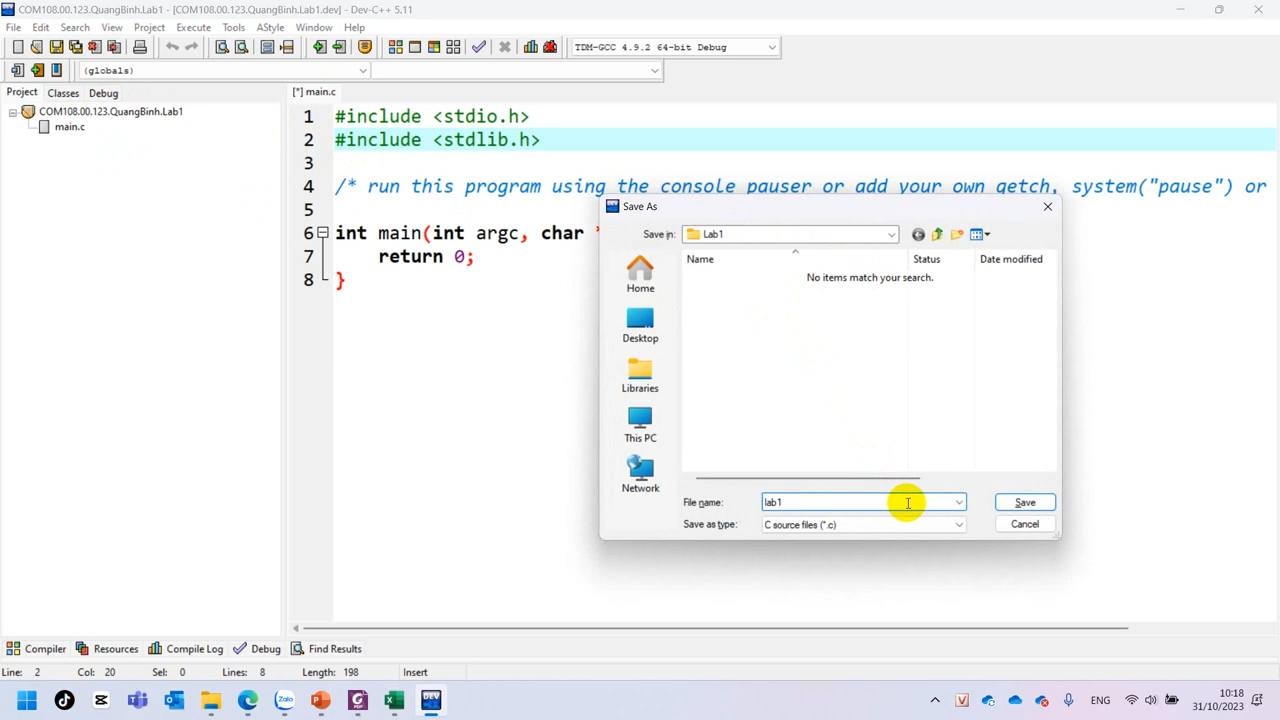 COM108.00.123.QuangBinh.Lab1 - [COM108.00.123.QuangBinh.Lab1.dev] - Dev-C++ 5.11
File Edit Search View Project Execute Tools AStyle Window Help
TDM-GCC 4.9.2 64-bit Debug
(globals)
Project Classes Debug
[*] main.c
COM108.00.123.QuangBinh.Lab1
main.c
1 #include <stdio.h>
2 #include <stdlib.h>
3
4 /* run this program using the console pauser or add your own getch, system("pause") or
5
6 int main(int argc, char *
7 return 0;
8 }
Save As
Save in: Lab1
Name Status Date modified
No items match your search.
Home
Desktop
Libraries
This PC
Network
File name: lab1 Save
Save as type: C source files (*.c) Cancel
Compiler Resources Compile Log Debug Find Results
Line: 2 Col: 20 Sel: 0 Lines: 8 Length: 198 Insert
DEV
ENG
10:18
31/10/2023